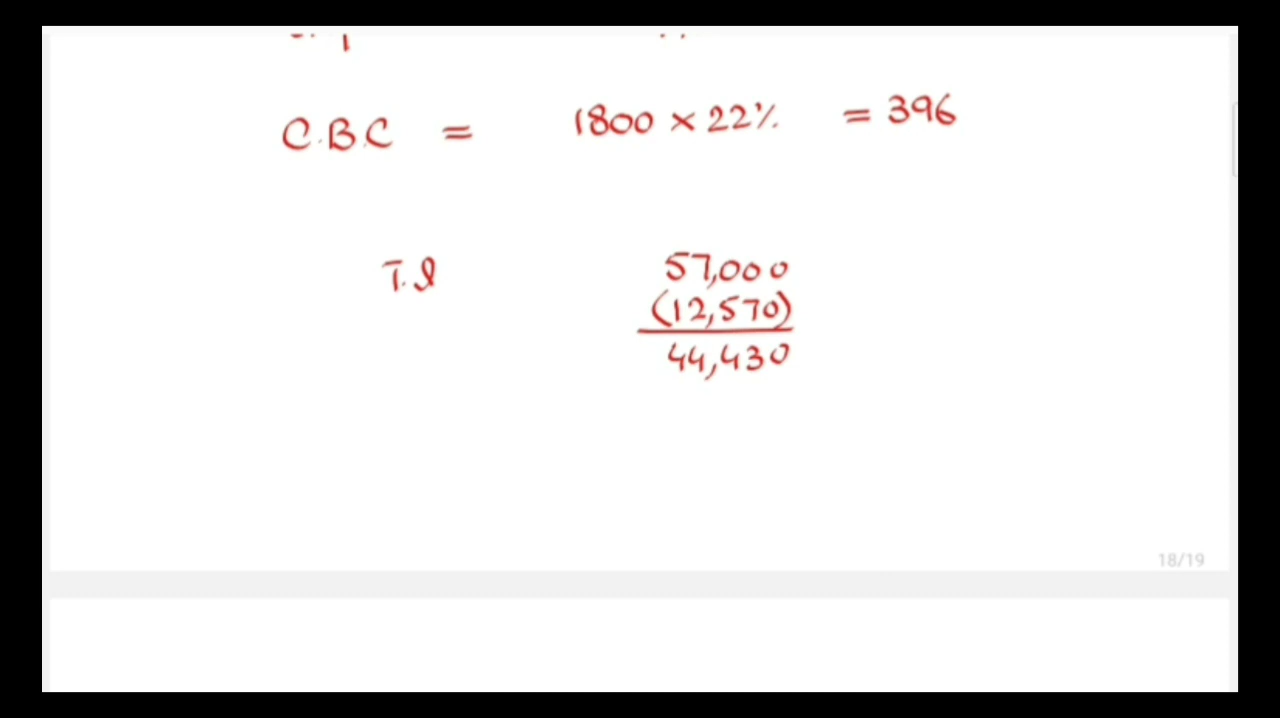 C.B.C = 1800 × 22% = 396
T.I 57,000
(12,570)
44,430
18/19